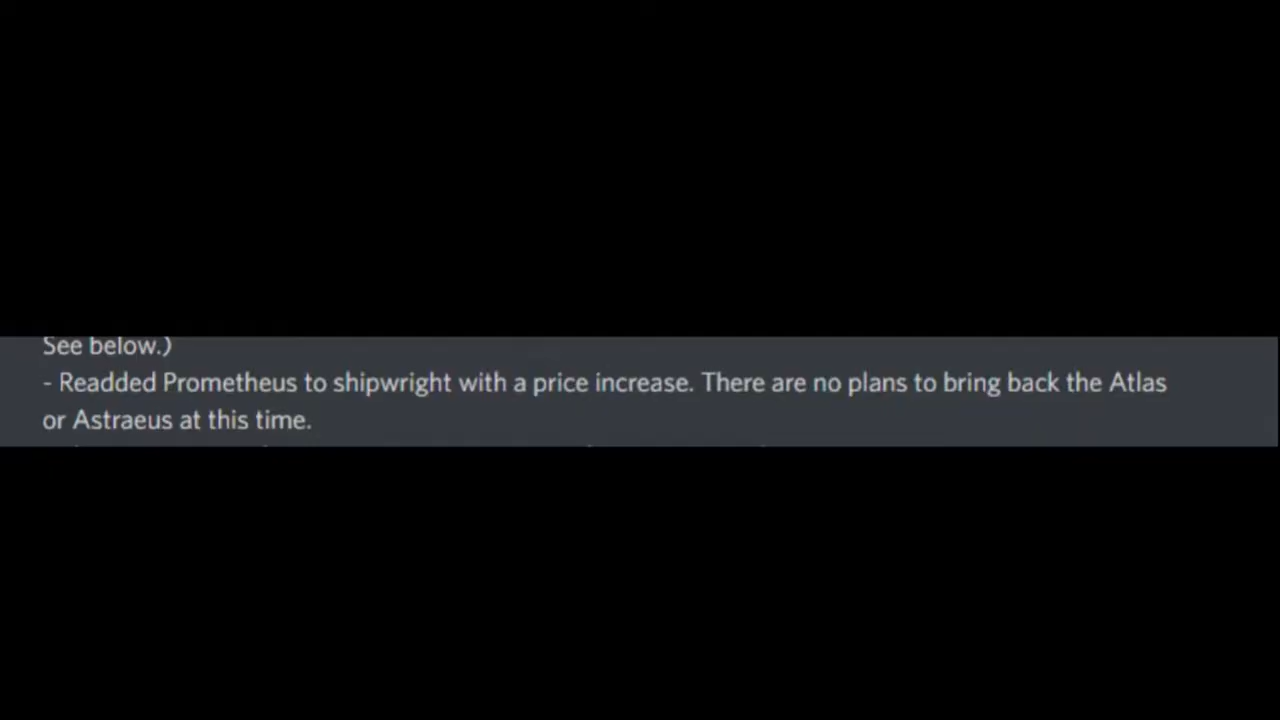 See below.)
- Readded Prometheus to shipwright with a price increase. There are no plans to bring back the Atlas
or Astraeus at this time.